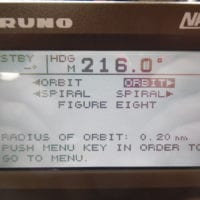 RUNO
STBY HDG M 216.0°
◄ORBIT ORBIT►
◄SPIRAL SPIRAL►
FIGURE EIGHT
RADIUS OF ORBIT: 0.20 nm
PUSH MENU KEY IN ORDER TO
GO TO MENU.